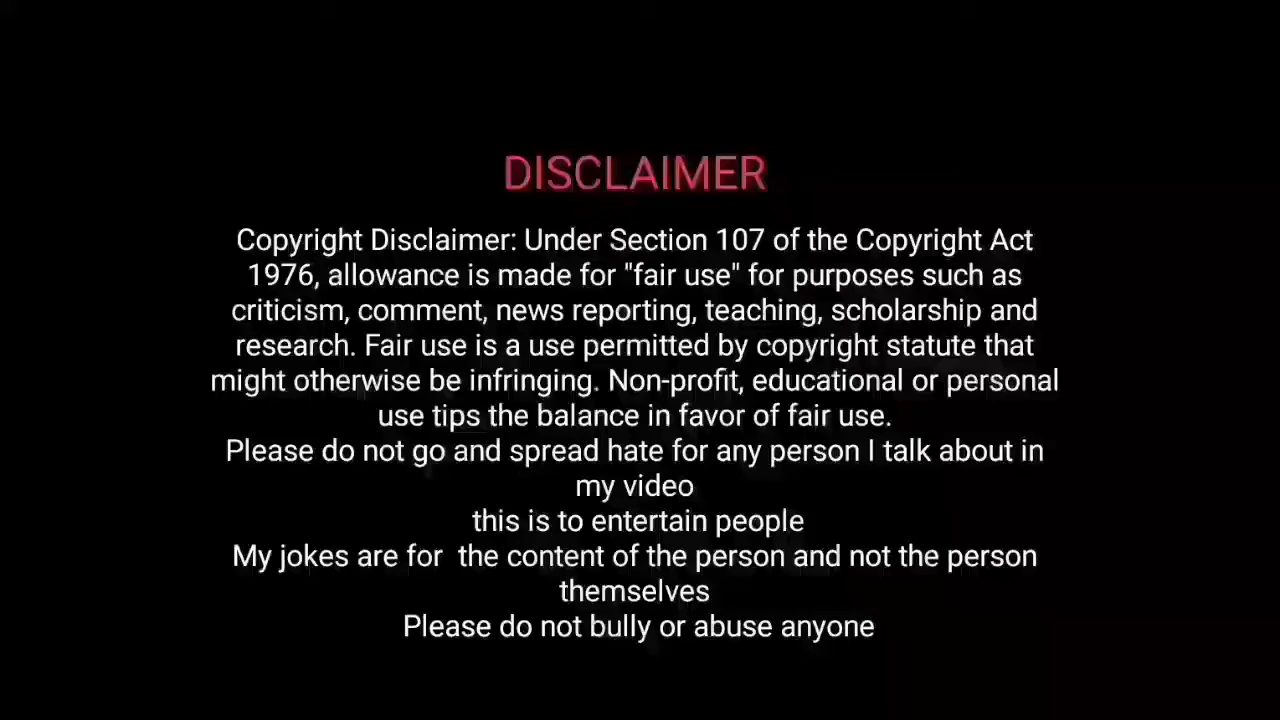 DISCLAIMER
Copyright Disclaimer: Under Section 107 of the Copyright Act
1976, allowance is made for "fair use" for purposes such as
criticism, comment, news reporting, teaching, scholarship and
research. Fair use is a use permitted by copyright statute that
might otherwise be infringing. Non-profit, educational or personal
use tips the balance in favor of fair use.
Please do not go and spread hate for any person I talk about in
my video
this is to entertain people
My jokes are for  the content of the person and not the person
themselves
Please do not bully or abuse anyone